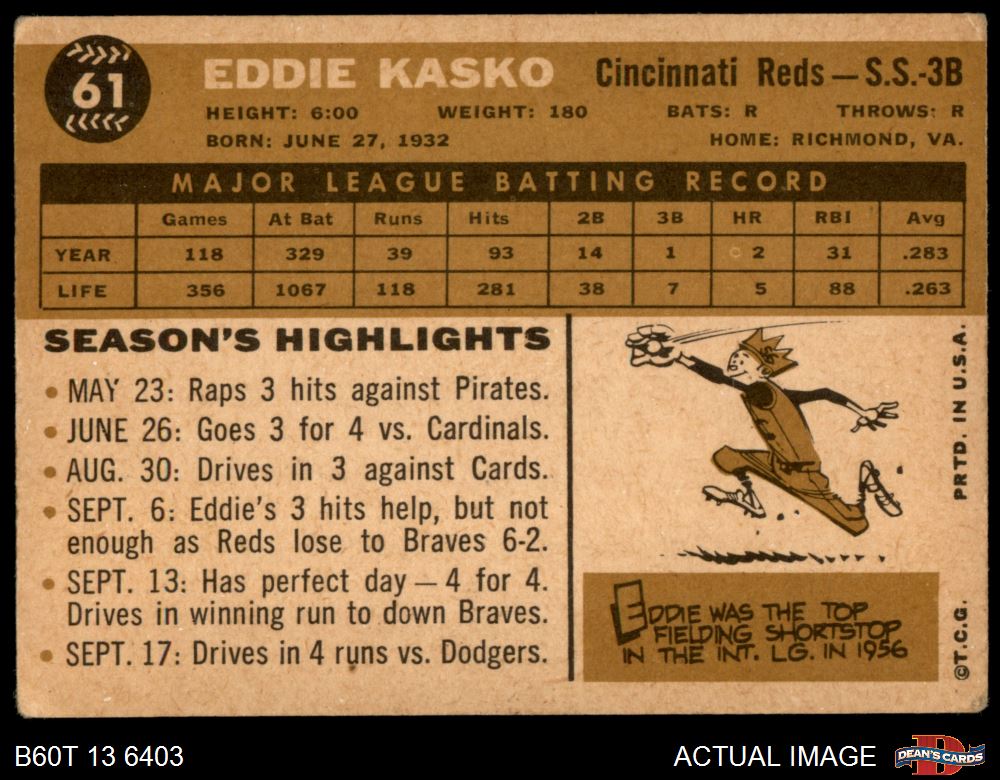 61
EDDIE KASKO
Cincinnati Reds — S.S.-3B
HEIGHT: 6:00 WEIGHT: 180 BATS: R THROWS: R
BORN: JUNE 27, 1932 HOME: RICHMOND, VA.
MAJOR LEAGUE BATTING RECORD
Games At Bat Runs Hits 2B 3B HR RBI Avg
YEAR 118 329 39 93 14 1 2 31 .283
LIFE 356 1067 118 281 38 7 5 88 .263
SEASON'S HIGHLIGHTS
• MAY 23: Raps 3 hits against Pirates.
• JUNE 26: Goes 3 for 4 vs. Cardinals.
• AUG. 30: Drives in 3 against Cards.
• SEPT. 6: Eddie's 3 hits help, but not
enough as Reds lose to Braves 6-2.
• SEPT. 13: Has perfect day — 4 for 4.
Drives in winning run to down Braves.
• SEPT. 17: Drives in 4 runs vs. Dodgers.
SS
EDDIE WAS THE TOP
FIELDING SHORTSTOP
IN THE INT. LG. IN 1956
PRTD. IN U.S.A.
©T.C.G.
B60T 13 6403
ACTUAL IMAGE
D
DEAN'S CARDS